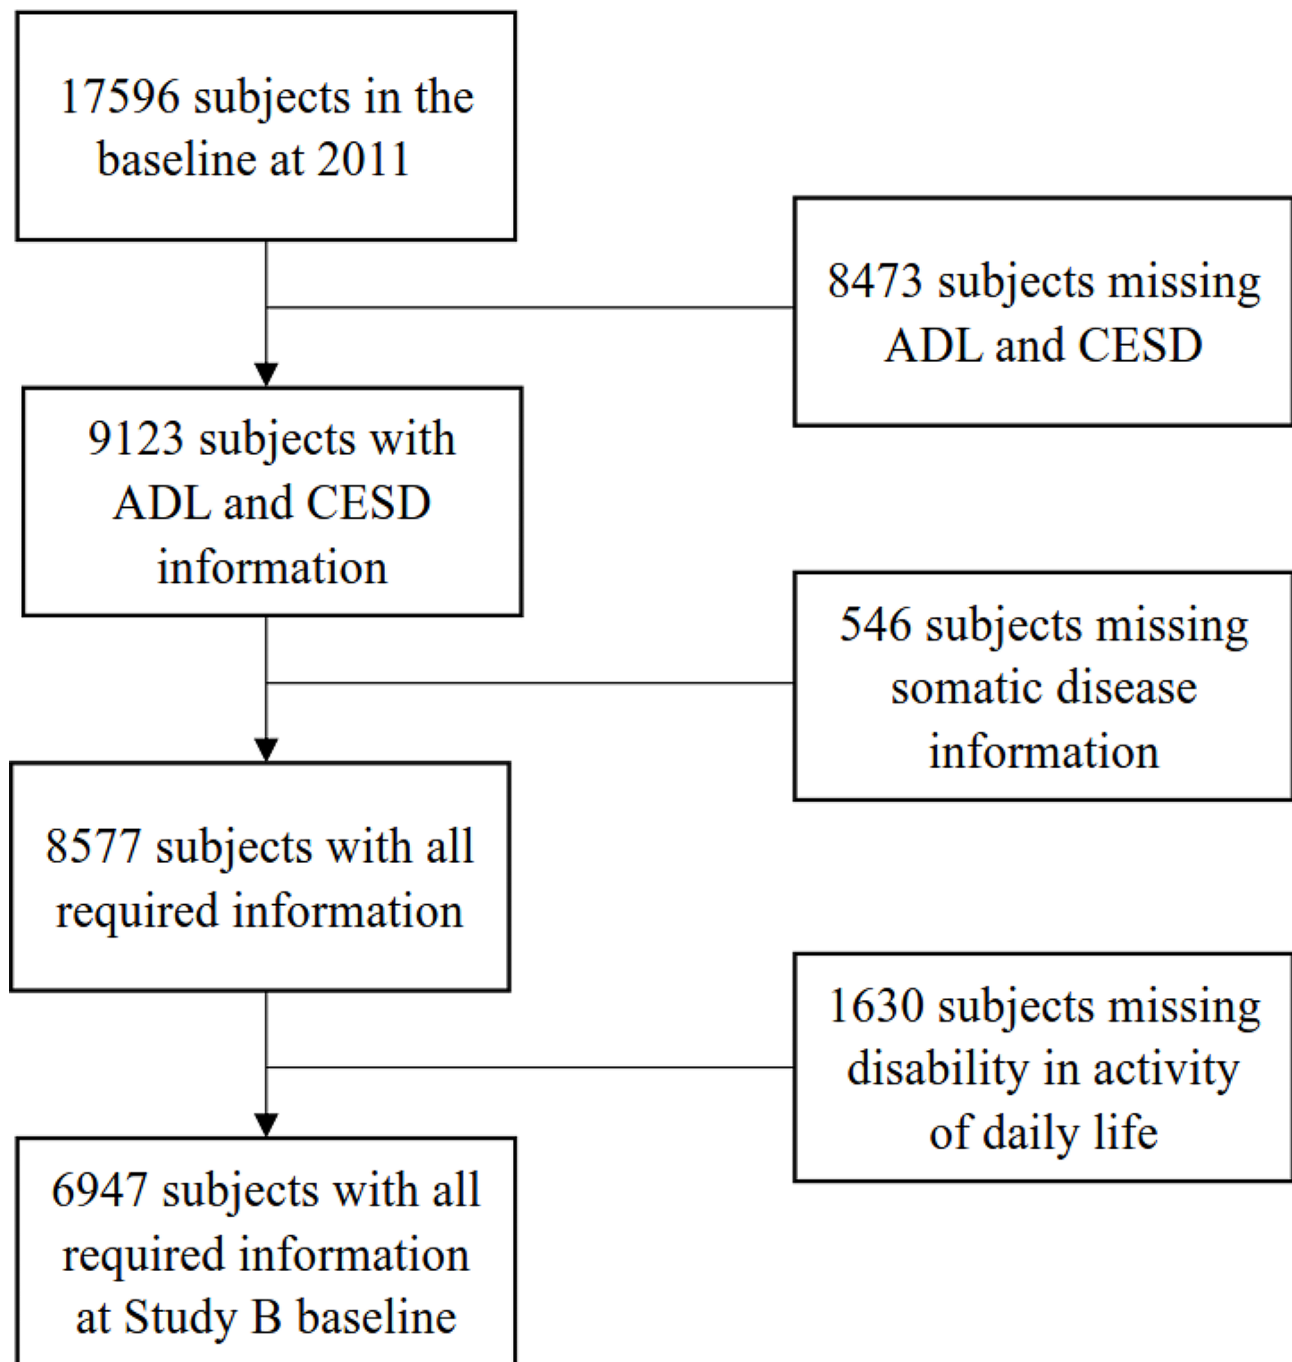 17596 subjects in the
baseline at 2011
8473 subjects missing
ADL and CESD
9123 subjects with
ADL and CESD
information
546 subjects missing
somatic disease
information
8577 subjects with all
required information
1630 subjects missing
disability in activity
of daily life
6947 subjects with all
required information
at Study B baseline